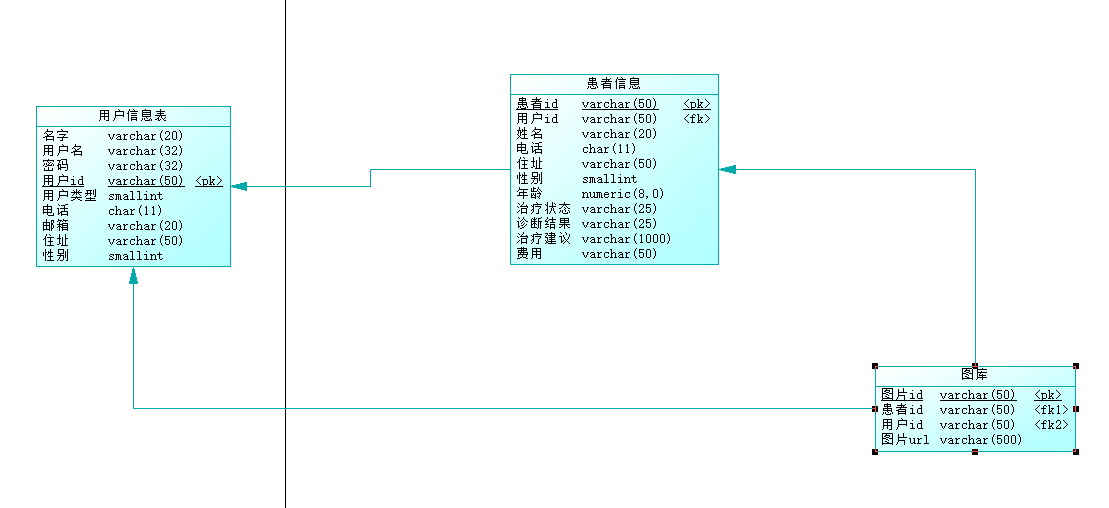 用户信息表
名字 varchar(20)
用户名 varchar(32)
密码 varchar(32)
用户id varchar(50) <pk>
用户类型 smallint
电话 char(11)
邮箱 varchar(20)
住址 varchar(50)
性别 smallint
患者信息
患者id varchar(50) <pk>
用户id varchar(50) <fk>
姓名 varchar(20)
电话 char(11)
住址 varchar(50)
性别 smallint
年龄 numeric(8,0)
治疗状态 varchar(25)
诊断结果 varchar(25)
治疗建议 varchar(1000)
费用 varchar(50)
图库
图片id varchar(50) <pk>
患者id varchar(50) <fk1>
用户id varchar(50) <fk2>
图片url varchar(500)